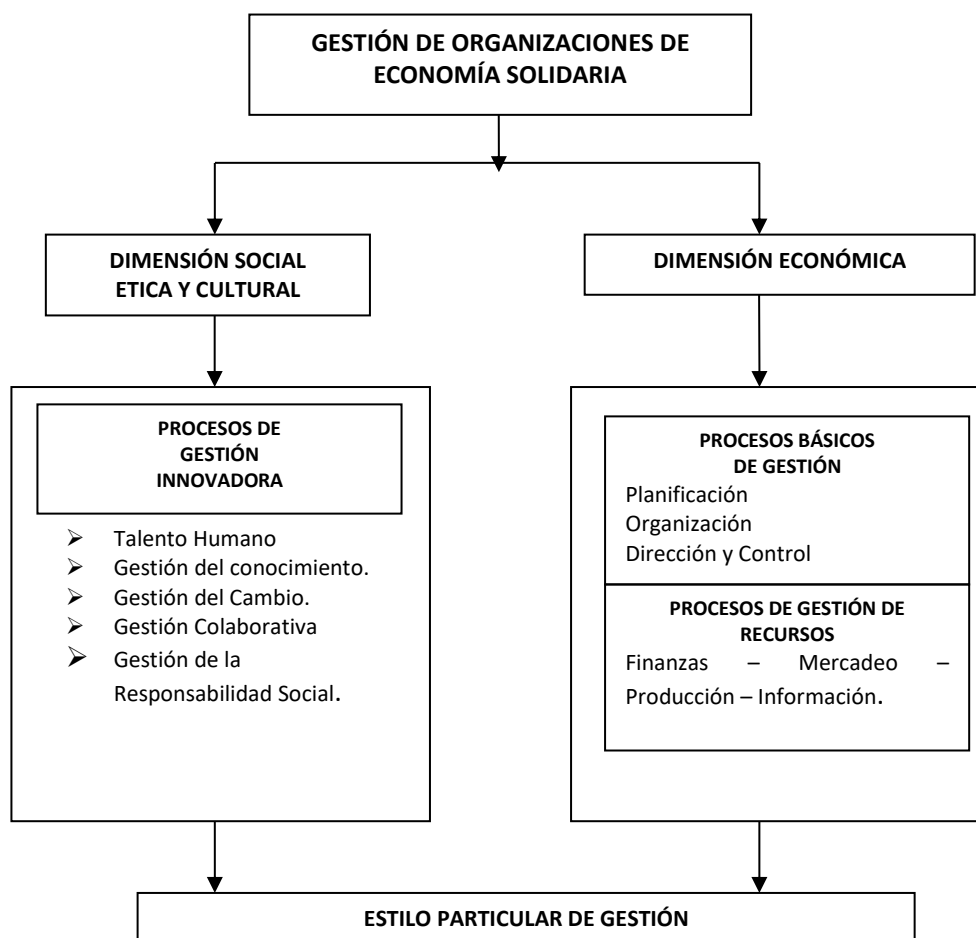 GESTIÓN DE ORGANIZACIONES DE
ECONOMÍA SOLIDARIA
DIMENSIÓN SOCIAL
ETICA Y CULTURAL
DIMENSIÓN ECONÓMICA
PROCESOS DE
GESTIÓN
INNOVADORA
➢ Talento Humano
➢ Gestión del conocimiento.
➢ Gestión del Cambio.
➢ Gestión Colaborativa
➢ Gestión de la
Responsabilidad Social.
PROCESOS BÁSICOS
DE GESTIÓN
Planificación
Organización
Dirección y Control
PROCESOS DE GESTIÓN DE
RECURSOS
Finanzas – Mercadeo –
Producción – Información.
ESTILO PARTICULAR DE GESTIÓN